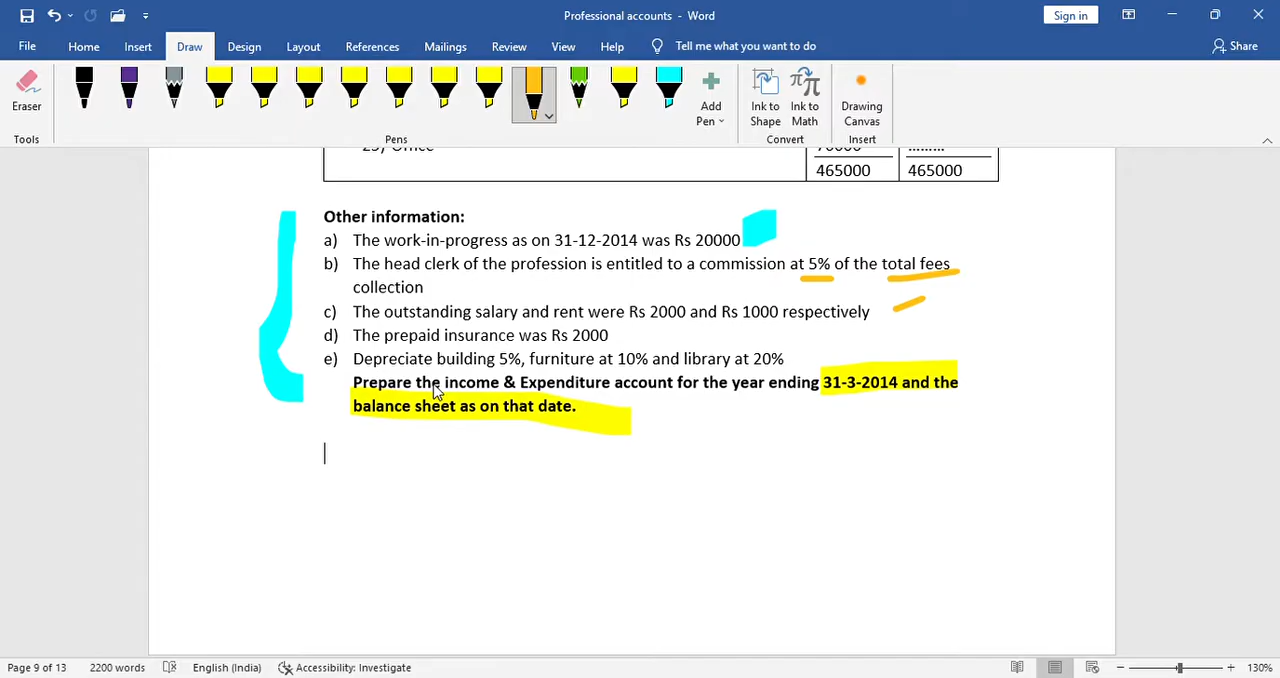 Professional accounts - Word
Sign in
File Home Insert Draw Design Layout References Mailings Review View Help Tell me what you want to do Share
Eraser
Add Pen
Ink to Shape
Ink to Math
Drawing Canvas
Tools Pens Convert Insert
465000 465000
Other information:
a) The work-in-progress as on 31-12-2014 was Rs 20000
b) The head clerk of the profession is entitled to a commission at 5% of the total fees
collection
c) The outstanding salary and rent were Rs 2000 and Rs 1000 respectively
d) The prepaid insurance was Rs 2000
e) Depreciate building 5%, furniture at 10% and library at 20%
Prepare the income & Expenditure account for the year ending 31-3-2014 and the
balance sheet as on that date.
Page 9 of 13 2200 words English (India) Accessibility: Investigate 130%